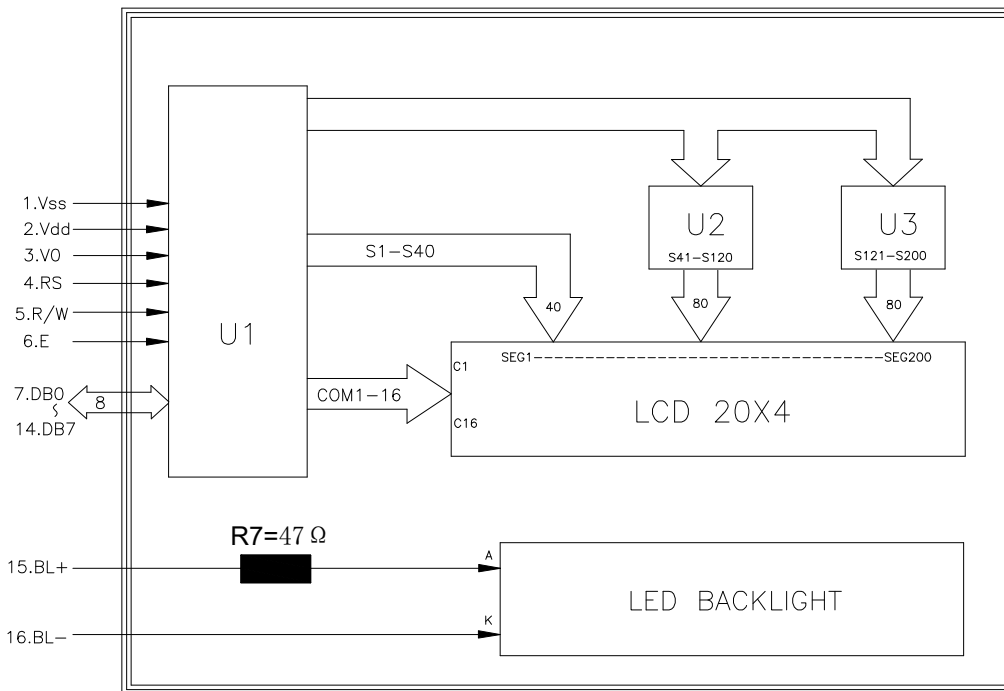 1.Vss
2.Vdd
3.V0
4.RS
5.R/W
6.E
7.DB0
~
14.DB7
8
U1
S1-S40
40
COM1-16
U2
S41-S120
80
U3
S121-S200
80
SEG1------------------------------------SEG200
C1
C16
LCD 20X4
R7=47 Ω
15.BL+
A
LED BACKLIGHT
K
16.BL-